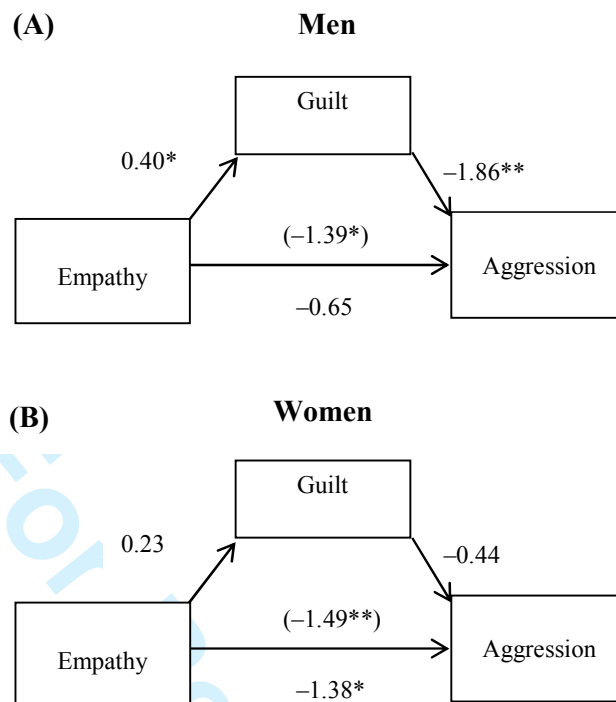 (A) Men
Guilt
0.40*
–1.86**
(–1.39*)
Empathy
Aggression
–0.65
(B) Women
Guilt
0.23
–0.44
(–1.49**)
Empathy
Aggression
–1.38*